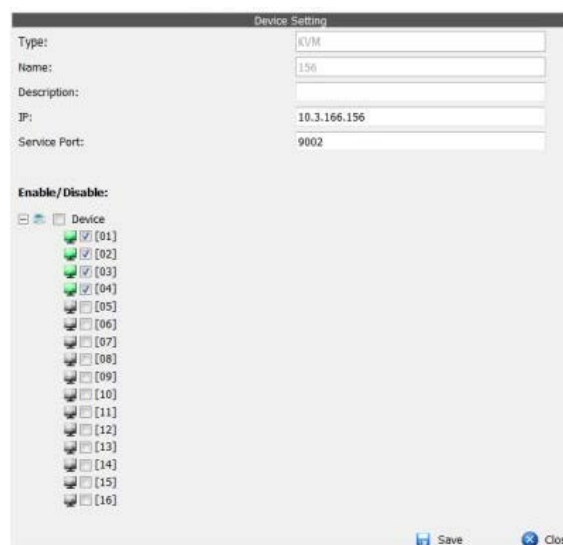 Device Setting
Type: KVM
Name: 156
Description:
IP: 10.3.166.156
Service Port: 9002
Enable/Disable:
Device
[01]
[02]
[03]
[04]
[05]
[06]
[07]
[08]
[09]
[10]
[11]
[12]
[13]
[14]
[15]
[16]
Save Clos